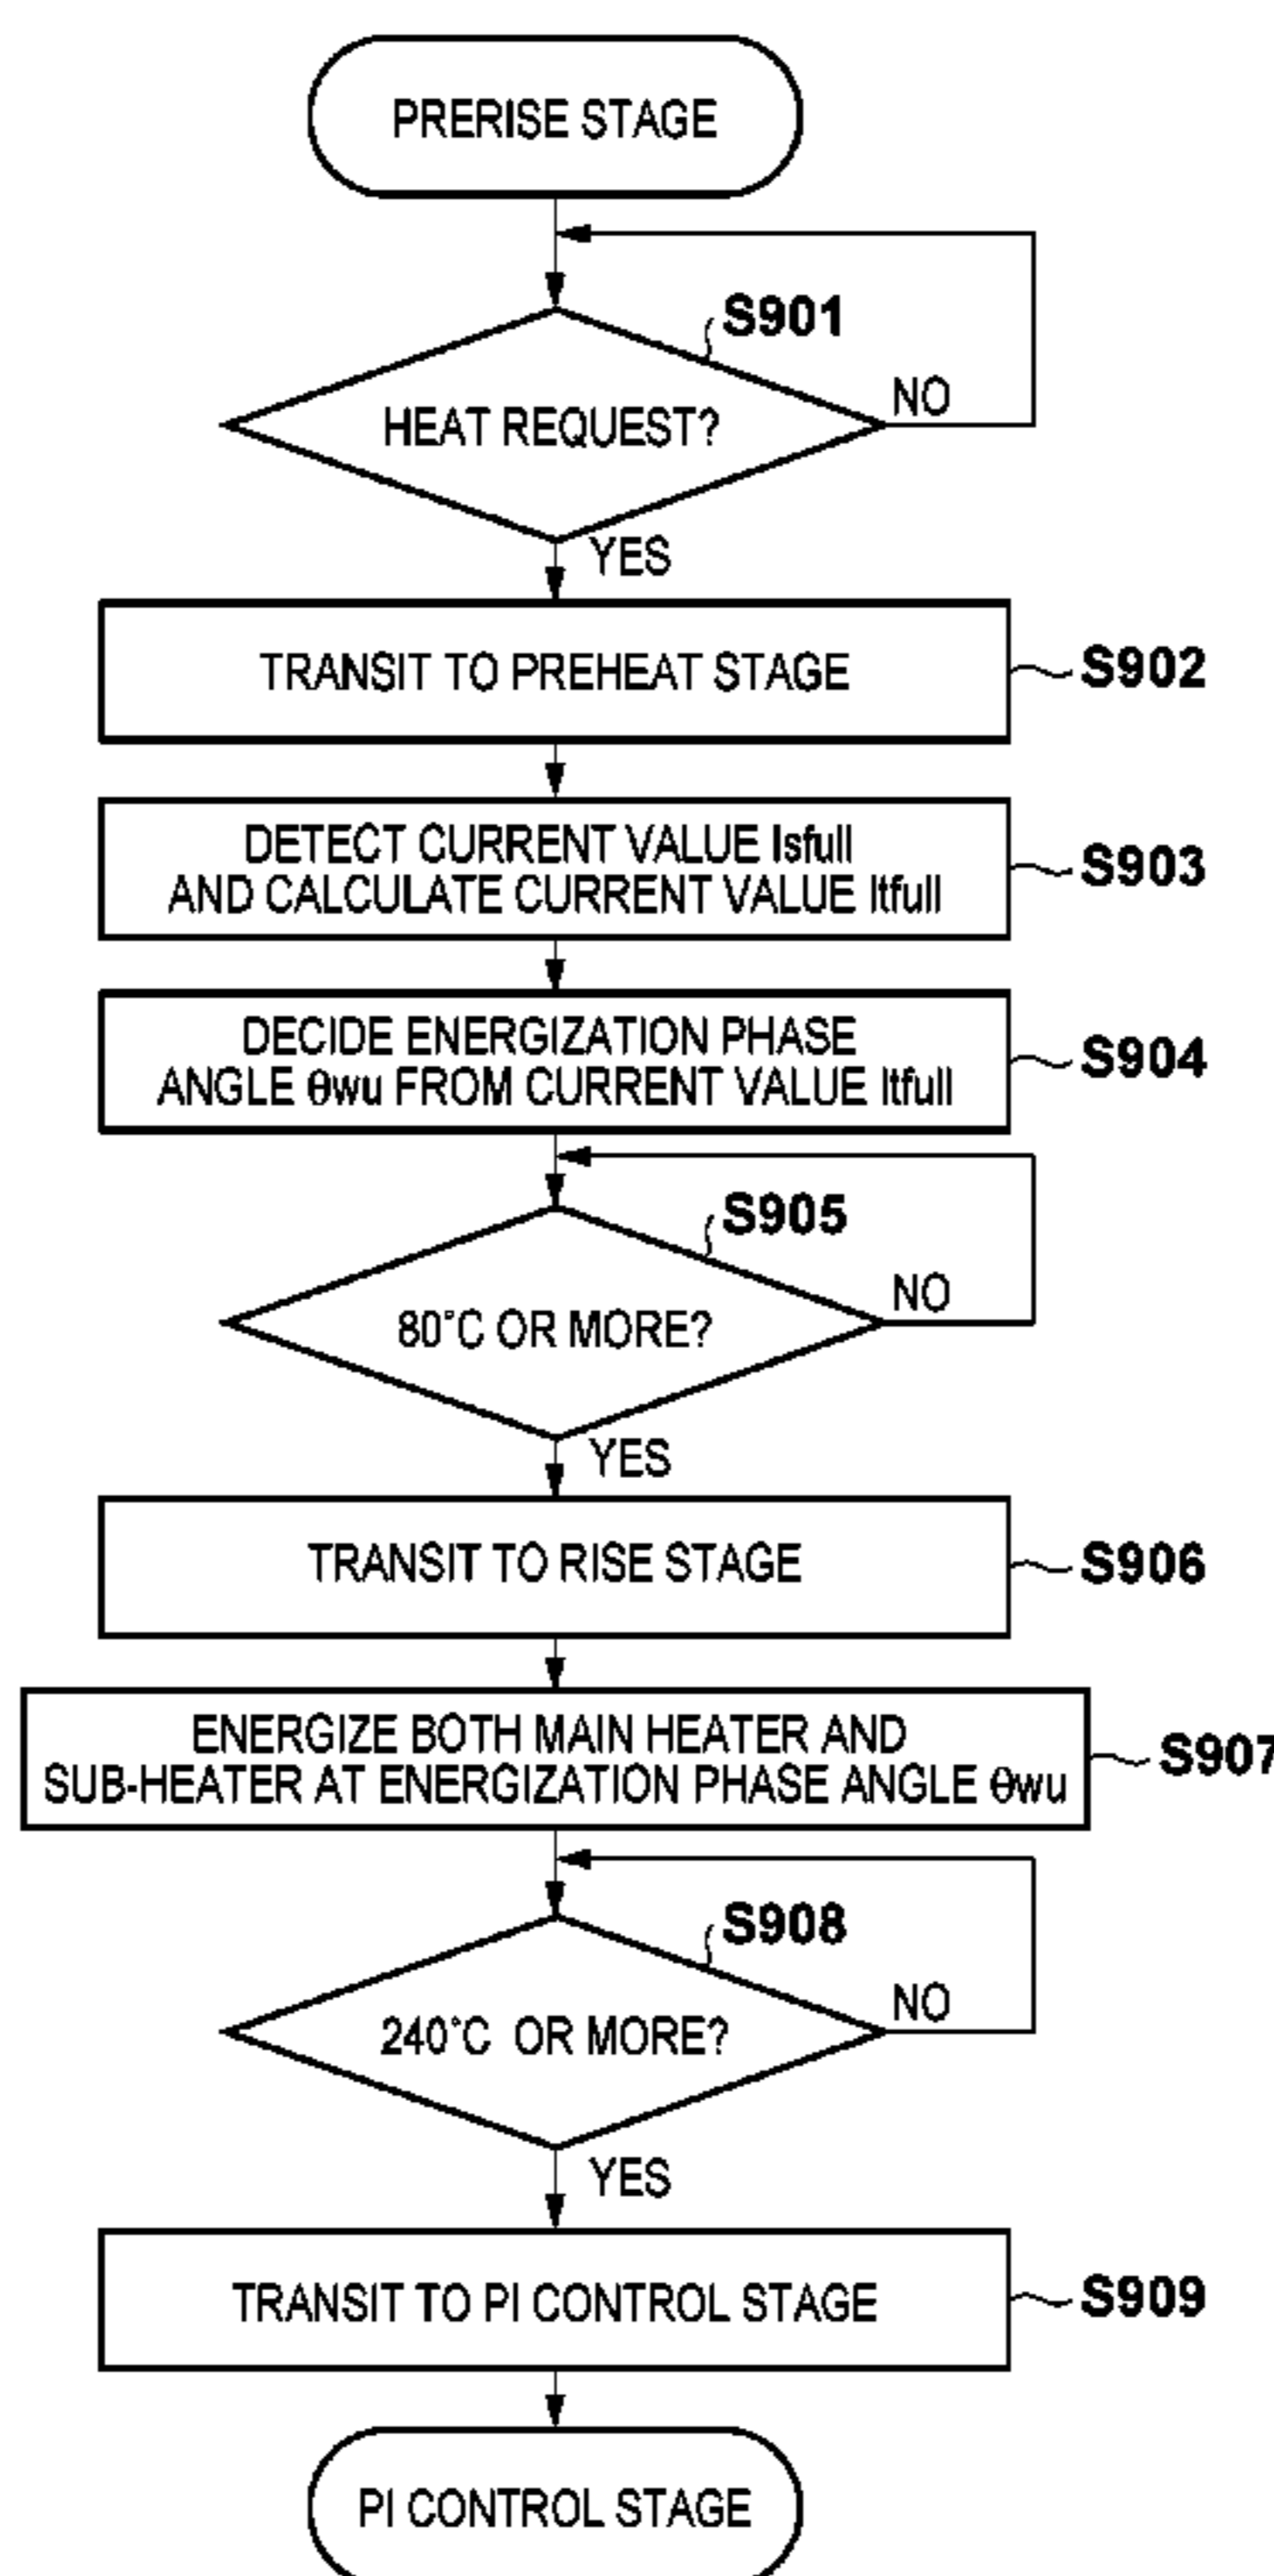 PRERISE STAGE
S901
HEAT REQUEST?
NO
YES
TRANSIT TO PREHEAT STAGE
S902
DETECT CURRENT VALUE Isfull
AND CALCULATE CURRENT VALUE Itfull
S903
DECIDE ENERGIZATION PHASE
ANGLE θwu FROM CURRENT VALUE Itfull
S904
S905
80°C OR MORE?
NO
YES
TRANSIT TO RISE STAGE
S906
ENERGIZE BOTH MAIN HEATER AND
SUB-HEATER AT ENERGIZATION PHASE ANGLE θwu
S907
S908
240°C OR MORE?
NO
YES
TRANSIT TO PI CONTROL STAGE
S909
PI CONTROL STAGE